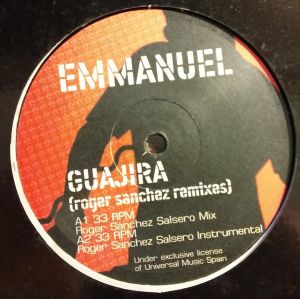 EMMANUEL
GUAJIRA
(roger sanchez remixes)
A1 33 RPM
Roger Sanchez Salsero Mix
A2 33 RPM
Roger Sanchez Salsero Instrumental
Under exclusive license
of Universal Music Spain